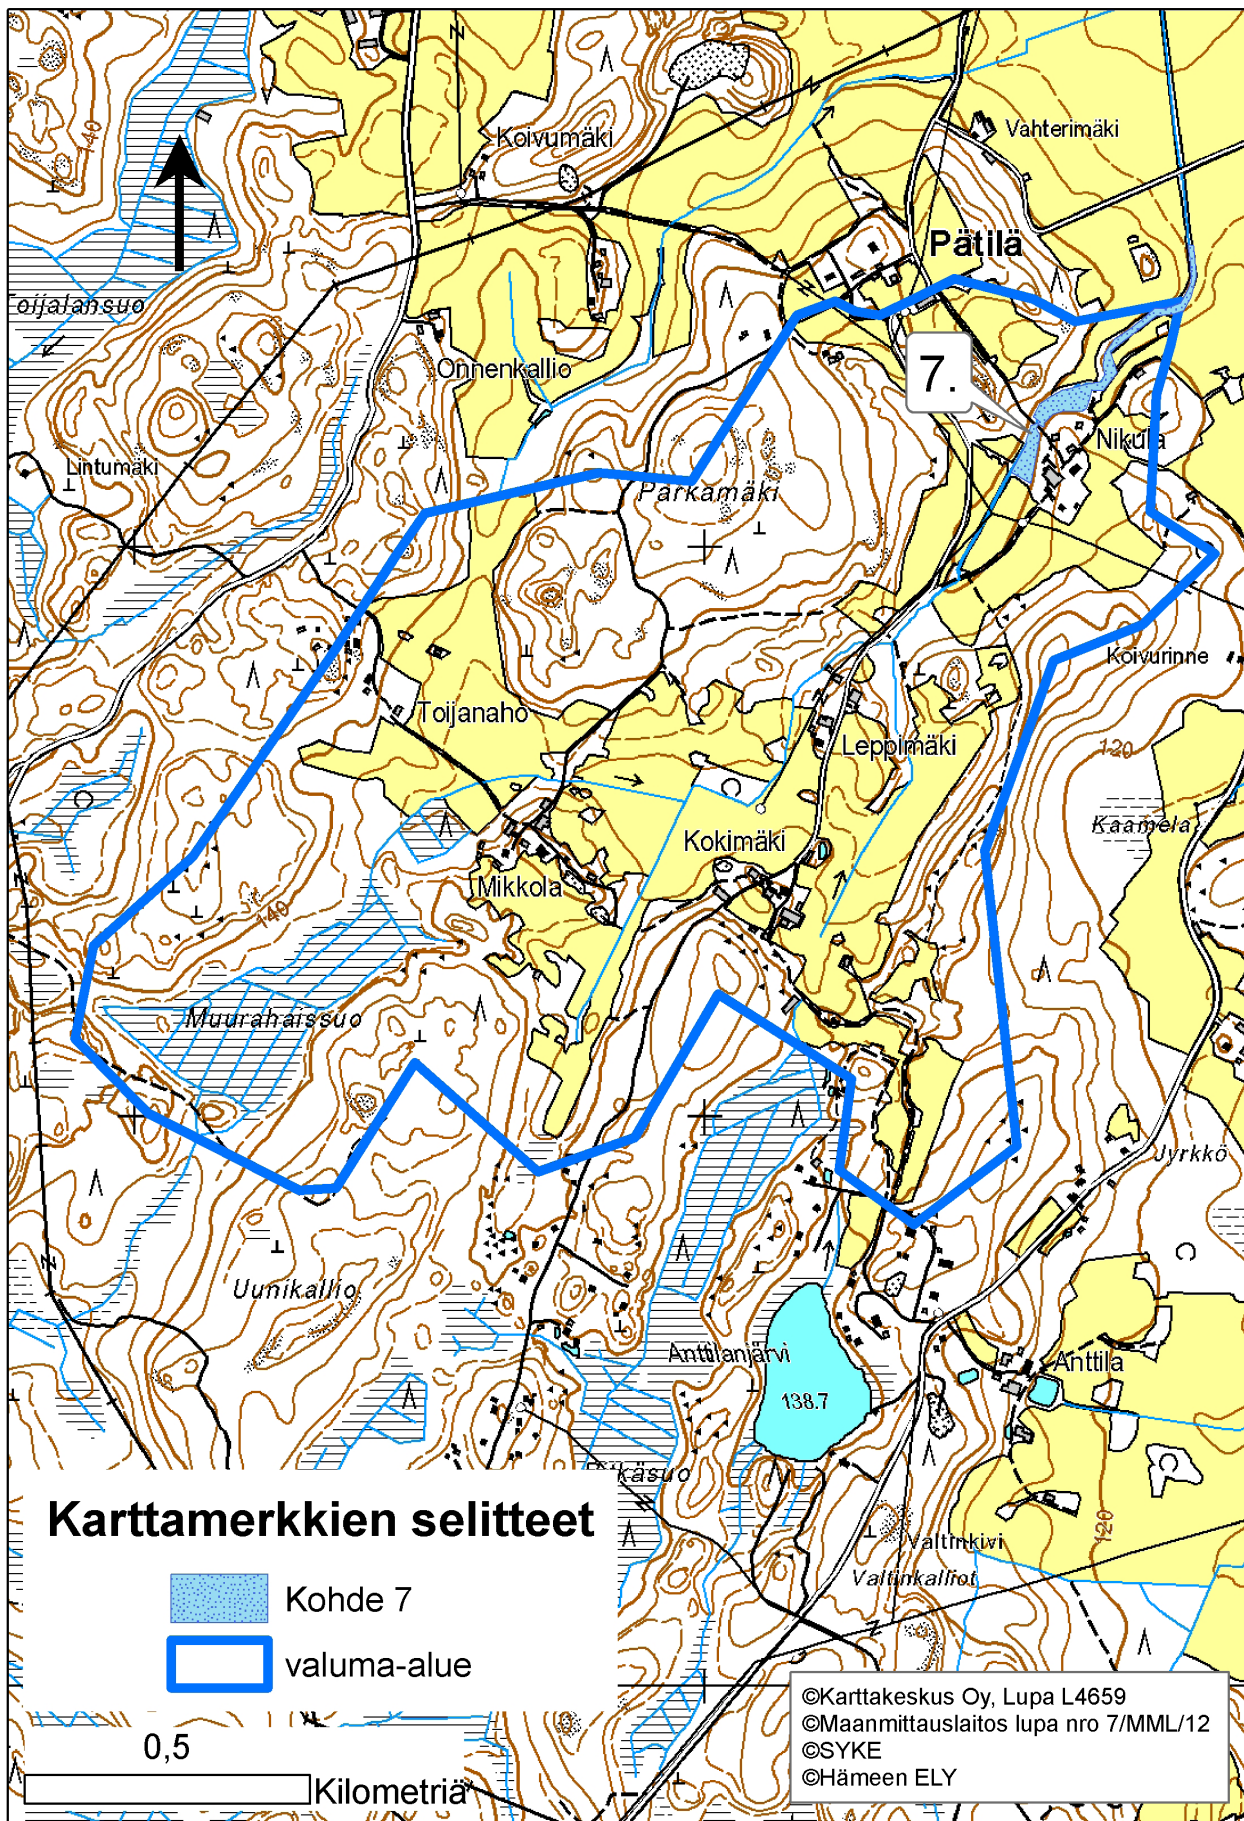 140
Koivumäki
Vahterimäki
Pätilä
oijalansuo
Onnenkallio
7.
Lintumäki
Nikula
Parkamäki
Koivurinne
Toijanaho
Leppimäki
120
Kaamela
Kokimäki
Mikkola
140
Muurahaissuo
Jyrkkö
Uunikallio
Anttilanjärvi
Anttila
138.7
käsuo
120
Valtinkivi
Valtinkalliot
Karttamerkkien selitteet
Kohde 7
valuma-alue
0,5
Kilometriä
©Karttakeskus Oy, Lupa L4659
©Maanmittauslaitos lupa nro 7/MML/12
©SYKE
©Hämeen ELY